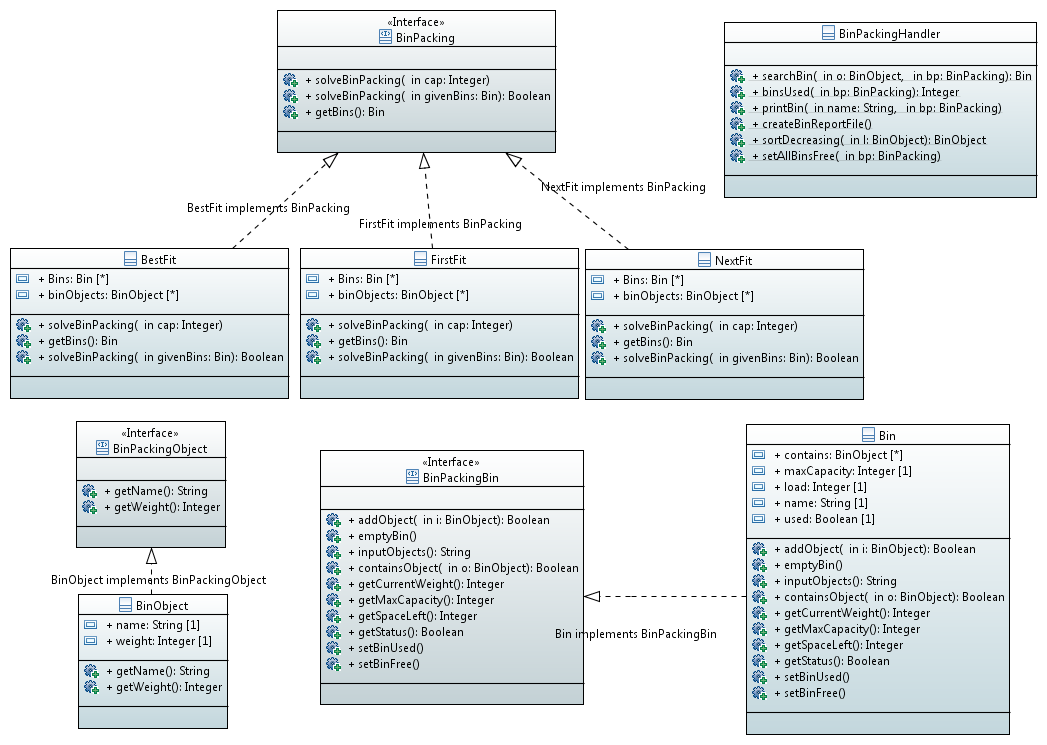 «Interface»
BinPacking
+ solveBinPacking( in cap: Integer)
+ solveBinPacking( in givenBins: Bin): Boolean
+ getBins(): Bin
BinPackingHandler
+ searchBin( in o: BinObject, in bp: BinPacking): Bin
+ binsUsed( in bp: BinPacking): Integer
+ printBin( in name: String, in bp: BinPacking)
+ createBinReportFile()
+ sortDecreasing( in l: BinObject): BinObject
+ setAllBinsFree( in bp: BinPacking)
BestFit implements BinPacking
FirstFit implements BinPacking
NextFit implements BinPacking
BestFit
+ Bins: Bin [*]
+ binObjects: BinObject [*]
+ solveBinPacking( in cap: Integer)
+ getBins(): Bin
+ solveBinPacking( in givenBins: Bin): Boolean
FirstFit
+ Bins: Bin [*]
+ binObjects: BinObject [*]
+ solveBinPacking( in cap: Integer)
+ getBins(): Bin
+ solveBinPacking( in givenBins: Bin): Boolean
NextFit
+ Bins: Bin [*]
+ binObjects: BinObject [*]
+ solveBinPacking( in cap: Integer)
+ getBins(): Bin
+ solveBinPacking( in givenBins: Bin): Boolean
«Interface»
BinPackingObject
+ getName(): String
+ getWeight(): Integer
BinObject implements BinPackingObject
BinObject
+ name: String [1]
+ weight: Integer [1]
+ getName(): String
+ getWeight(): Integer
«Interface»
BinPackingBin
+ addObject( in i: BinObject): Boolean
+ emptyBin()
+ inputObjects(): String
+ containsObject( in o: BinObject): Boolean
+ getCurrentWeight(): Integer
+ getMaxCapacity(): Integer
+ getSpaceLeft(): Integer
+ getStatus(): Boolean
+ setBinUsed()
+ setBinFree()
Bin implements BinPackingBin
Bin
+ contains: BinObject [*]
+ maxCapacity: Integer [1]
+ load: Integer [1]
+ name: String [1]
+ used: Boolean [1]
+ addObject( in i: BinObject): Boolean
+ emptyBin()
+ inputObjects(): String
+ containsObject( in o: BinObject): Boolean
+ getCurrentWeight(): Integer
+ getMaxCapacity(): Integer
+ getSpaceLeft(): Integer
+ getStatus(): Boolean
+ setBinUsed()
+ setBinFree()